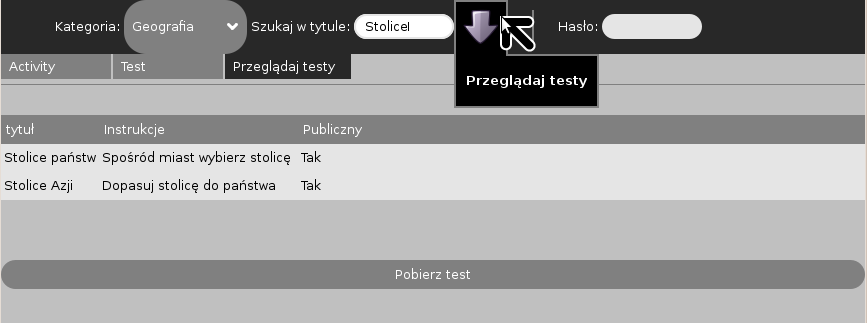 Kategoria: Geografia Szukaj w tytule: Stolice Hasło:
Activity Test Przeglądaj testy
Przeglądaj testy
tytuł Instrukcje Publiczny
Stolice państw Spośród miast wybierz stolicę Tak
Stolice Azji Dopasuj stolicę do państwa Tak
Pobierz test